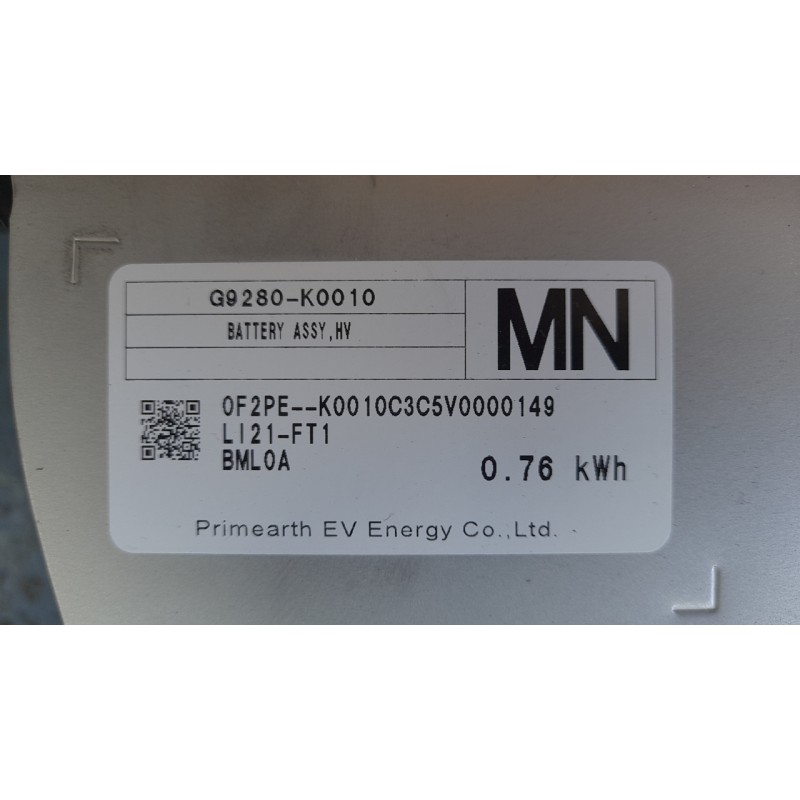 G9280-K0010
BATTERY ASSY,HV
MN
0F2PE--K0010C3C5V0000149
LI21-FT1
BML0A
0.76 kWh
Primearth EV Energy Co.,Ltd.